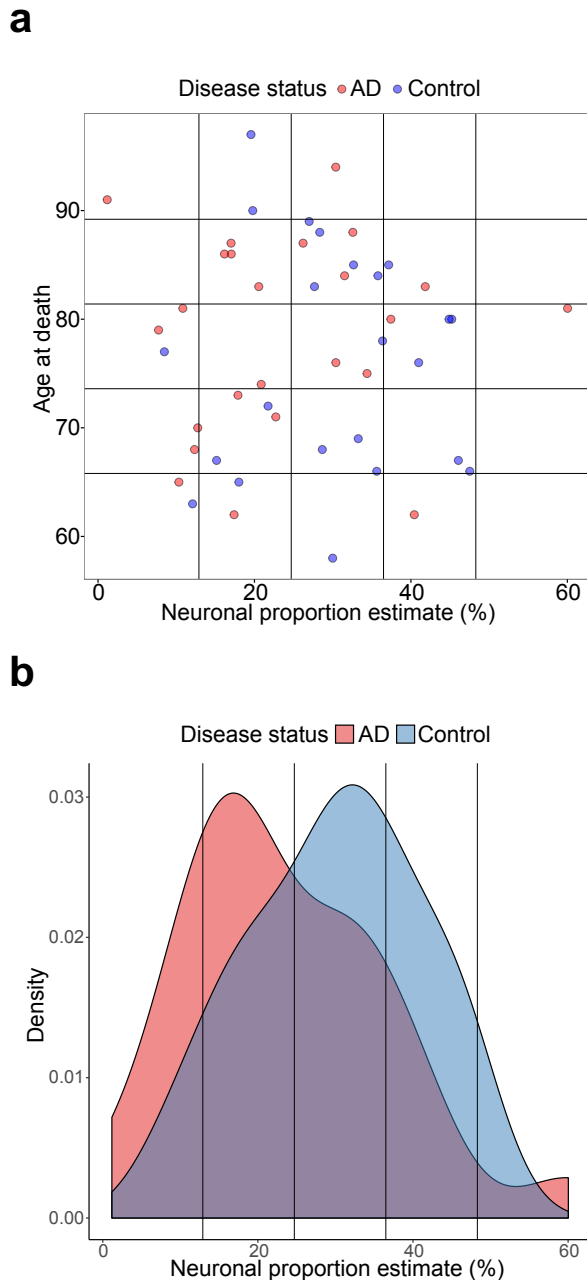 a
Disease status AD Control
90
80
70
60
Age at death
0 20 40 60
Neuronal proportion estimate (%)
b
Disease status AD Control
0.03
0.02
0.01
0.00
Density
0 20 40 60
Neuronal proportion estimate (%)